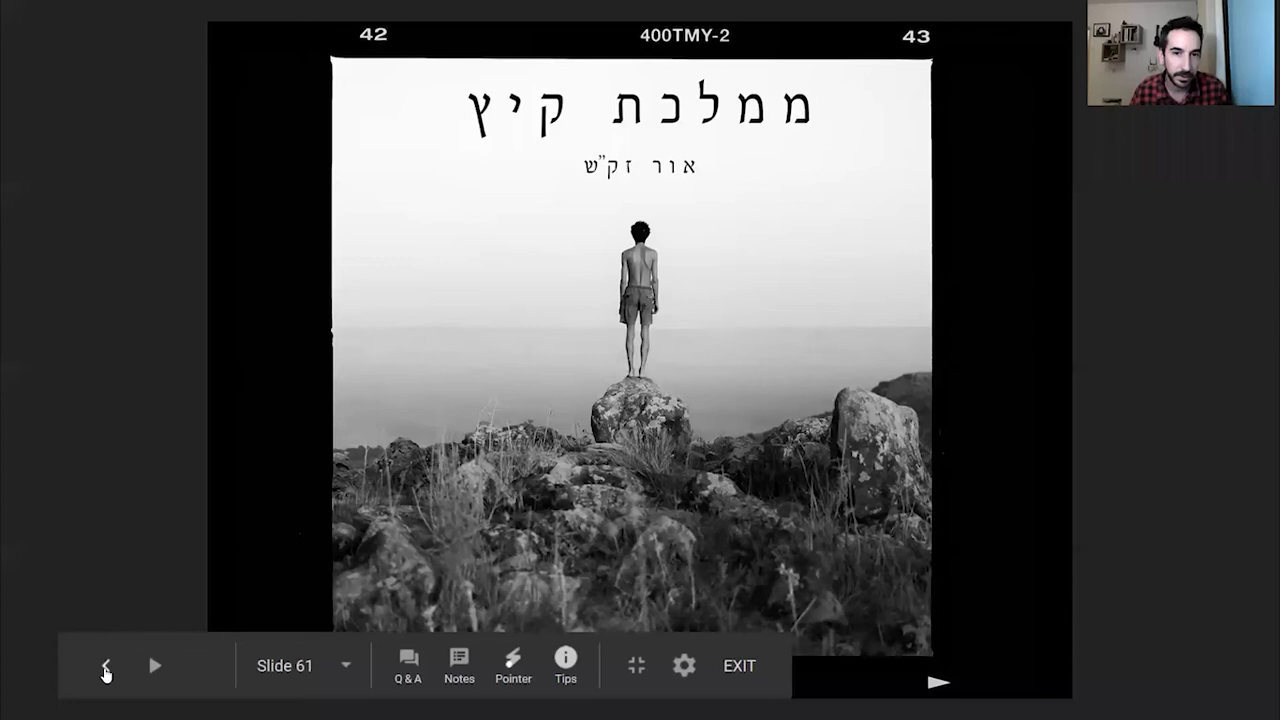 42 400TMY-2 43
ממלכת קיץ
אור זק"ש
Slide 61
Q & A
Notes
Pointer
Tips
EXIT